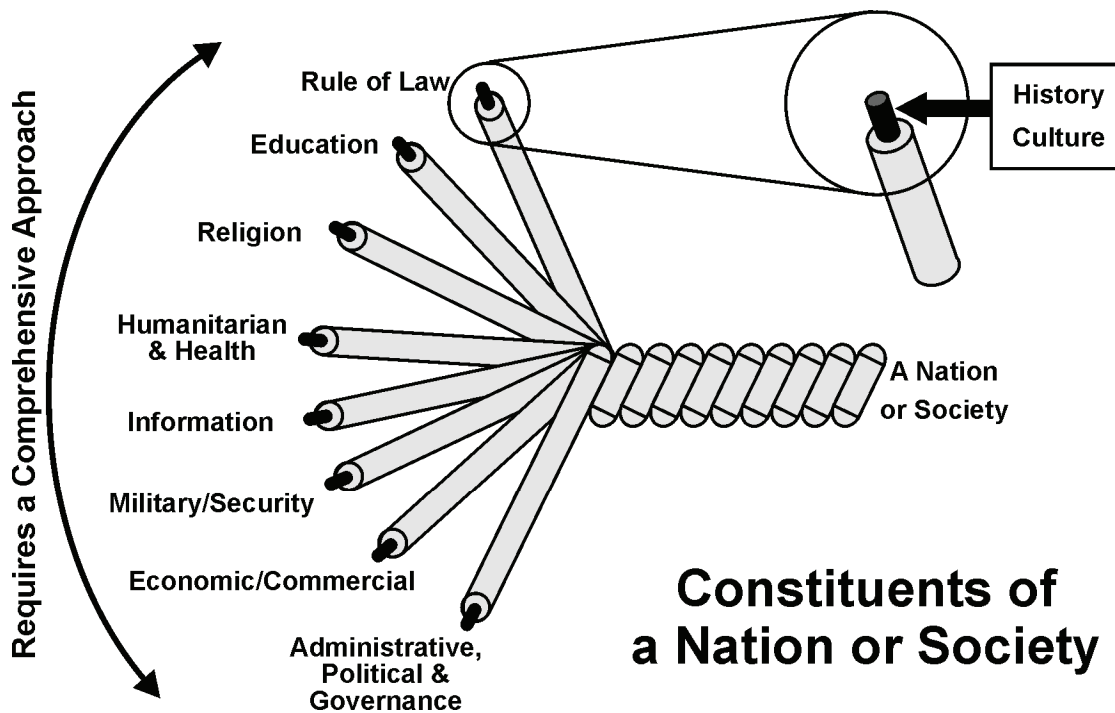 Requires a Comprehensive Approach
Rule of Law
Education
Religion
Humanitarian
& Health
Information
Military/Security
Economic/Commercial
Administrative,
Political &
Governance
History
Culture
A Nation
or Society
Constituents of
a Nation or Society